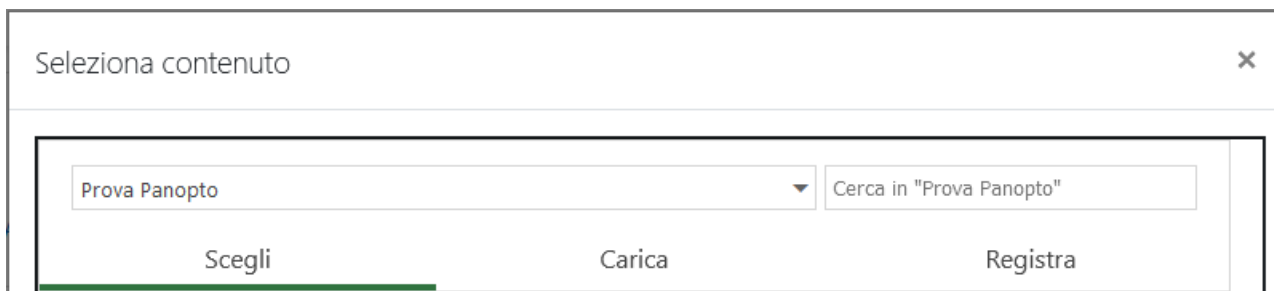 Seleziona contenuto ×
Prova Panopto Cerca in "Prova Panopto"
Scegli Carica Registra